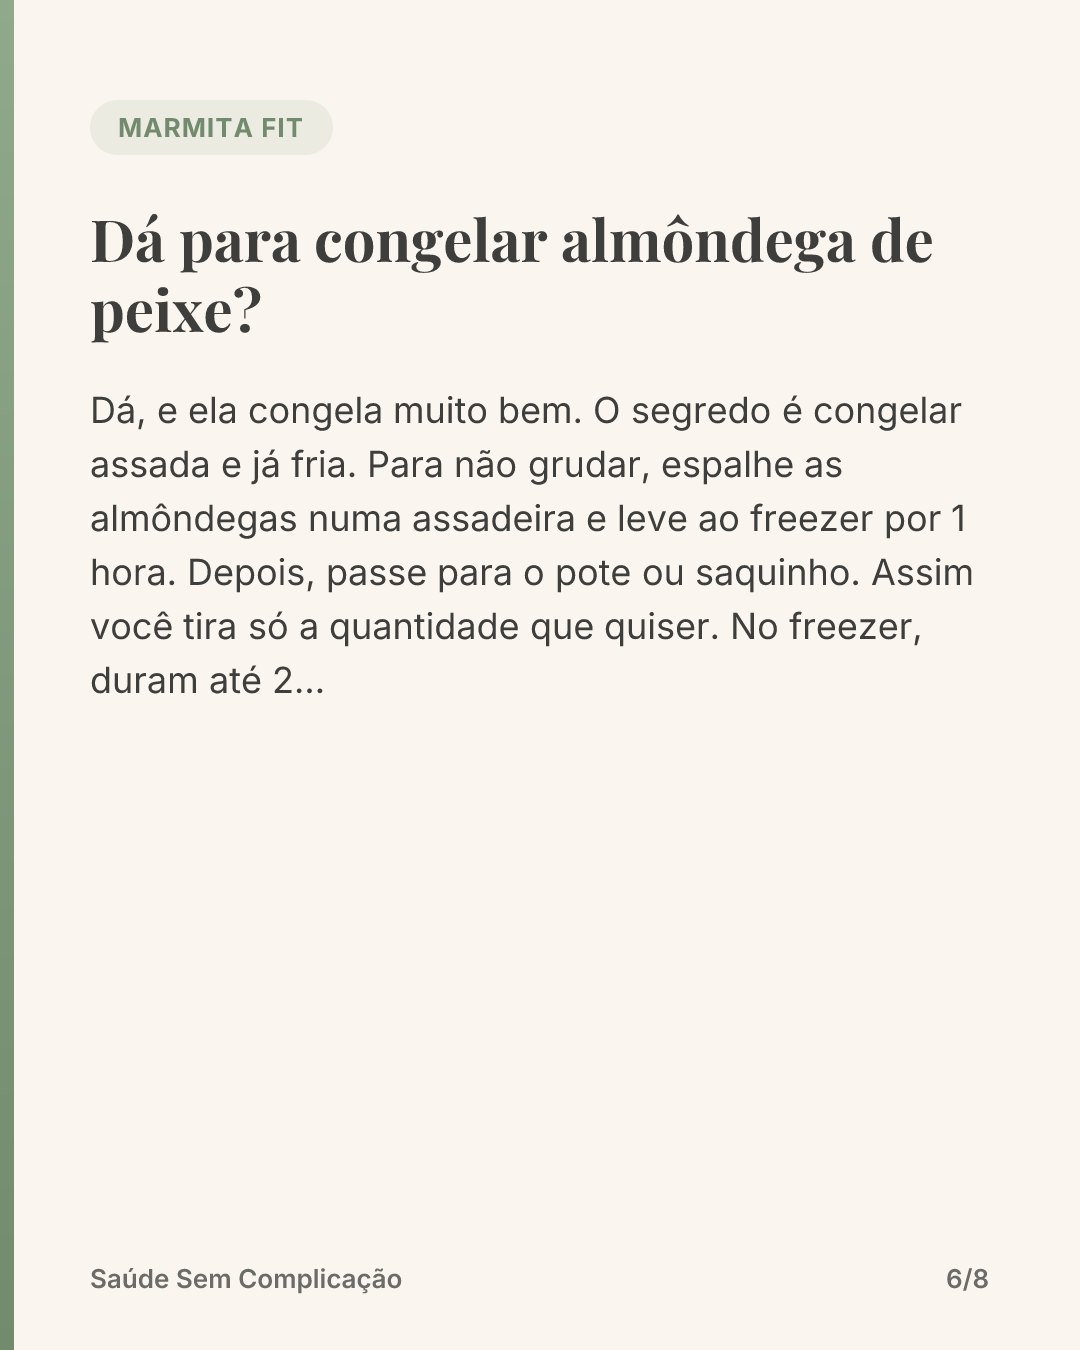 MARMITA FIT
Dá para congelar almôndega de
peixe?
Dá, e ela congela muito bem. O segredo é congelar
assada e já fria. Para não grudar, espalhe as
almôndegas numa assadeira e leve ao freezer por 1
hora. Depois, passe para o pote ou saquinho. Assim
você tira só a quantidade que quiser. No freezer,
duram até 2...
Saúde Sem Complicação
6/8